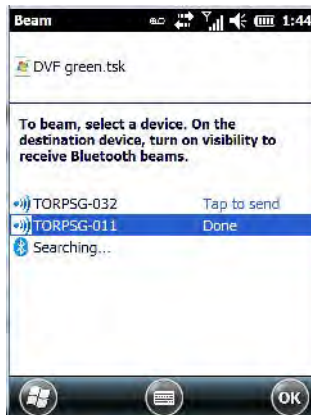 Beam 1:44
DVF green.tsk
To beam, select a device. On the
destination device, turn on visibility to
receive Bluetooth beams.
TORPSG-032 Tap to send
TORPSG-011 Done
Searching...
OK